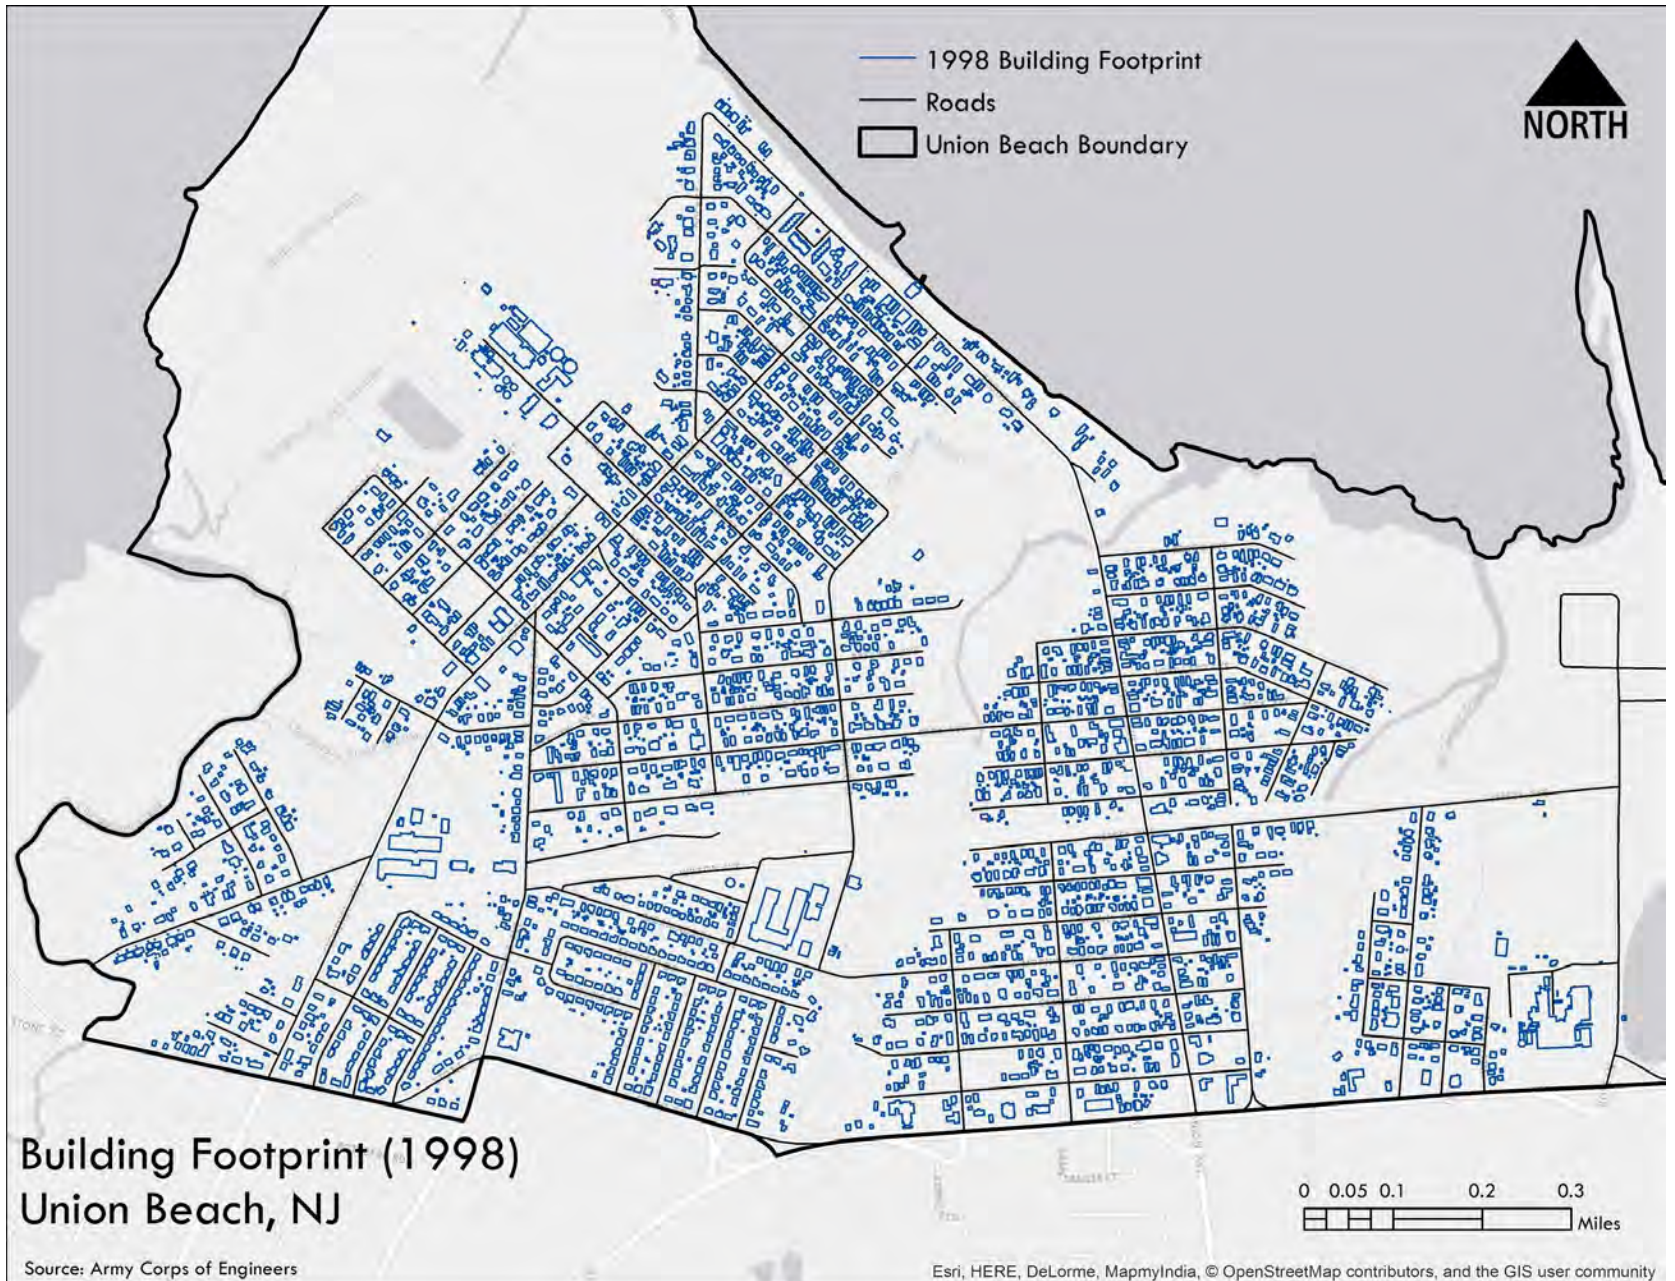 1998 Building Footprint
Roads
Union Beach Boundary
NORTH
Building Footprint (1998)
Union Beach, NJ
0 0.05 0.1 0.2 0.3
Miles
Source: Army Corps of Engineers
Esri, HERE, DeLorme, MapmyIndia, © OpenStreetMap contributors, and the GIS user community